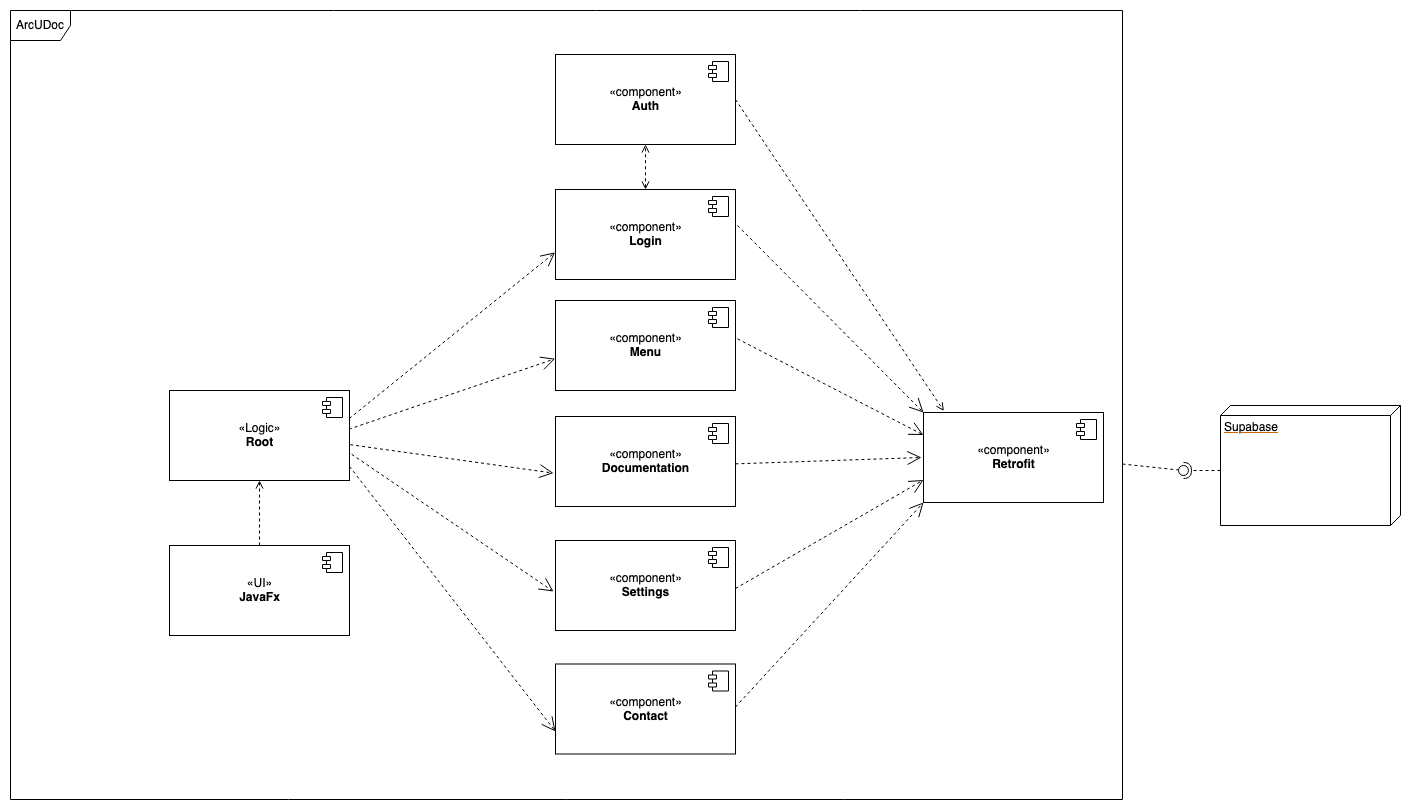 ArcUDoc
«component»
Auth
«component»
Login
«component»
Menu
«Logic»
Root
«component»
Documentation
«component»
Retrofit
Supabase
«UI»
JavaFx
«component»
Settings
«component»
Contact